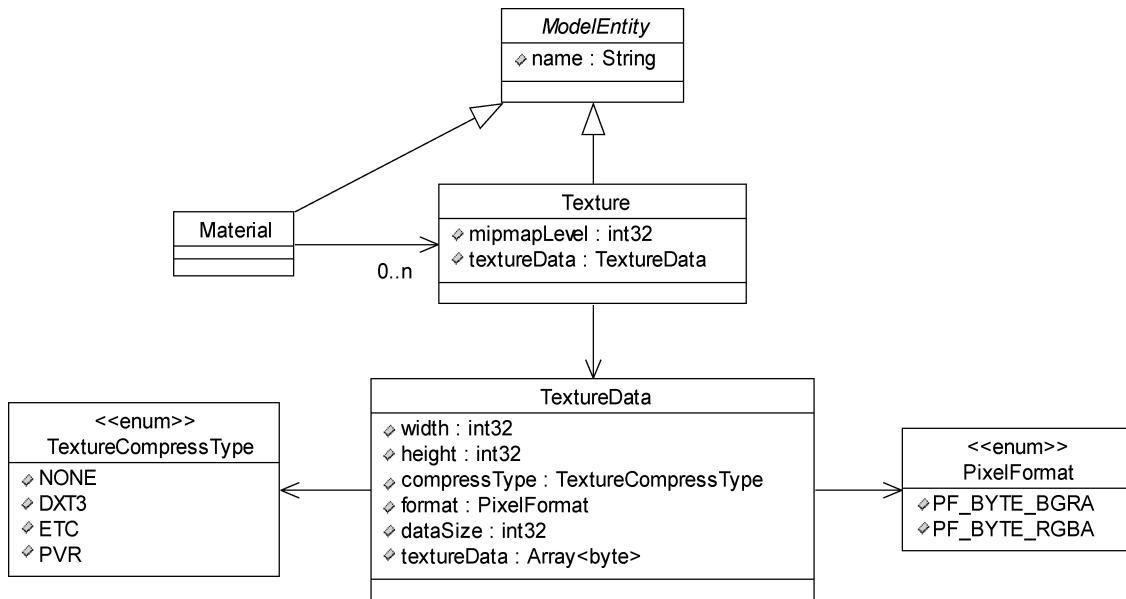 ModelEntity
name : String
Texture
mipmapLevel : int32
textureData : TextureData
Material
0..n
TextureData
width : int32
height : int32
compressType : TextureCompressType
format : PixelFormat
dataSize : int32
textureData : Array<byte>
<<enum>>
TextureCompressType
NONE
DXT3
ETC
PVR
<<enum>>
PixelFormat
PF_BYTE_BGRA
PF_BYTE_RGBA